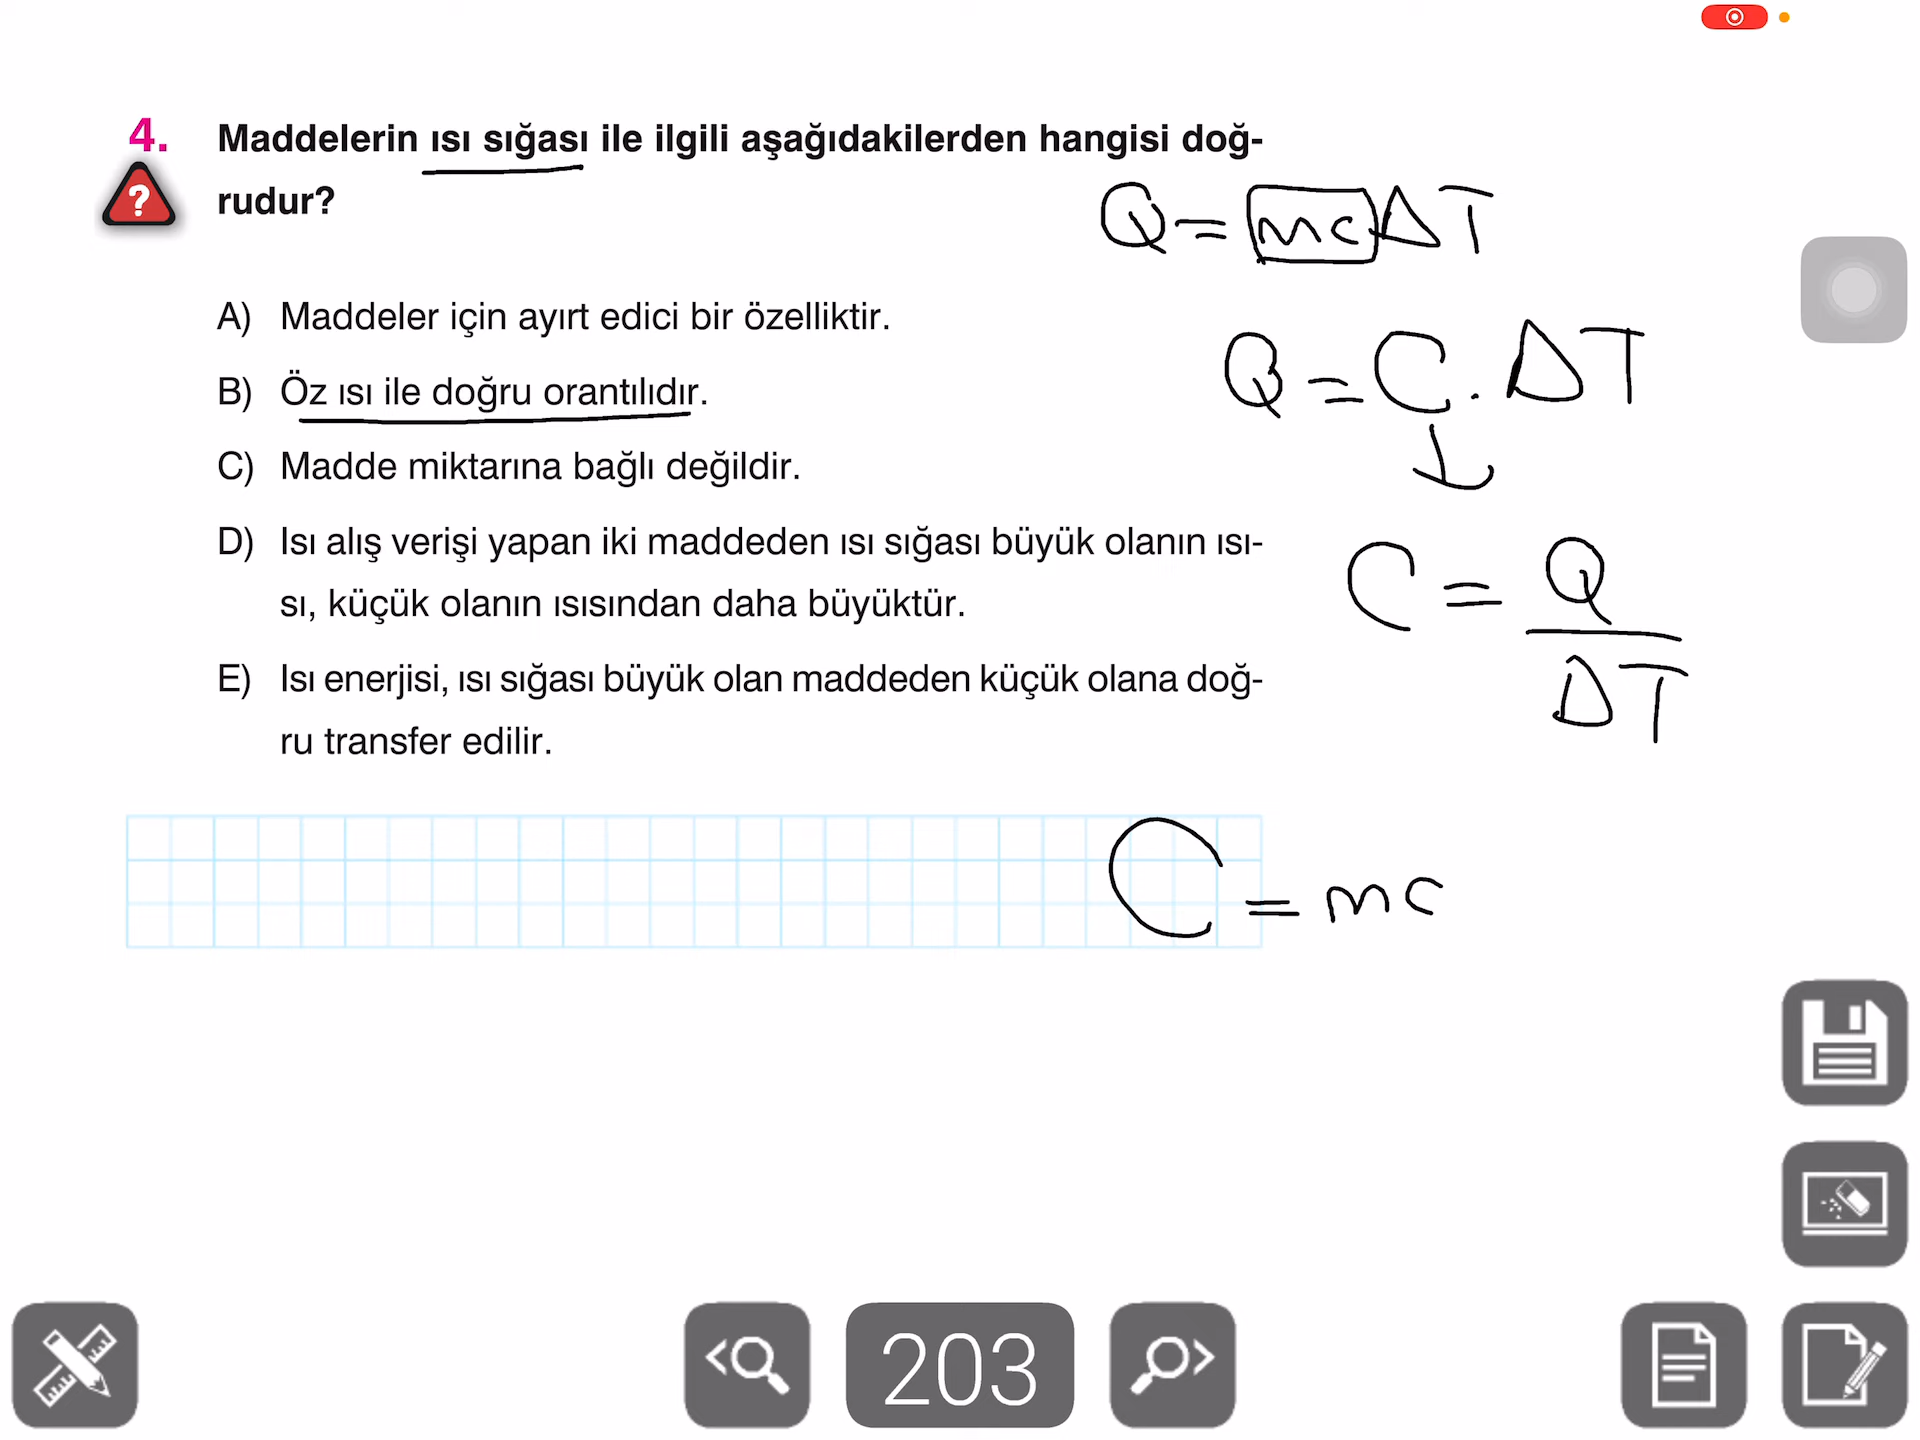 4. Maddelerin ısı sığası ile ilgili aşağıdakilerden hangisi doğ-
rudur?
Q = mcΔT
A) Maddeler için ayırt edici bir özelliktir.
Q = C . ΔT
B) Öz ısı ile doğru orantılıdır.
C) Madde miktarına bağlı değildir.
D) Isı alış verişi yapan iki maddeden ısı sığası büyük olanın ısı-
sı, küçük olanın ısısından daha büyüktür.
C = Q
ΔT
E) Isı enerjisi, ısı sığası büyük olan maddeden küçük olana doğ-
ru transfer edilir.
C = mc
203